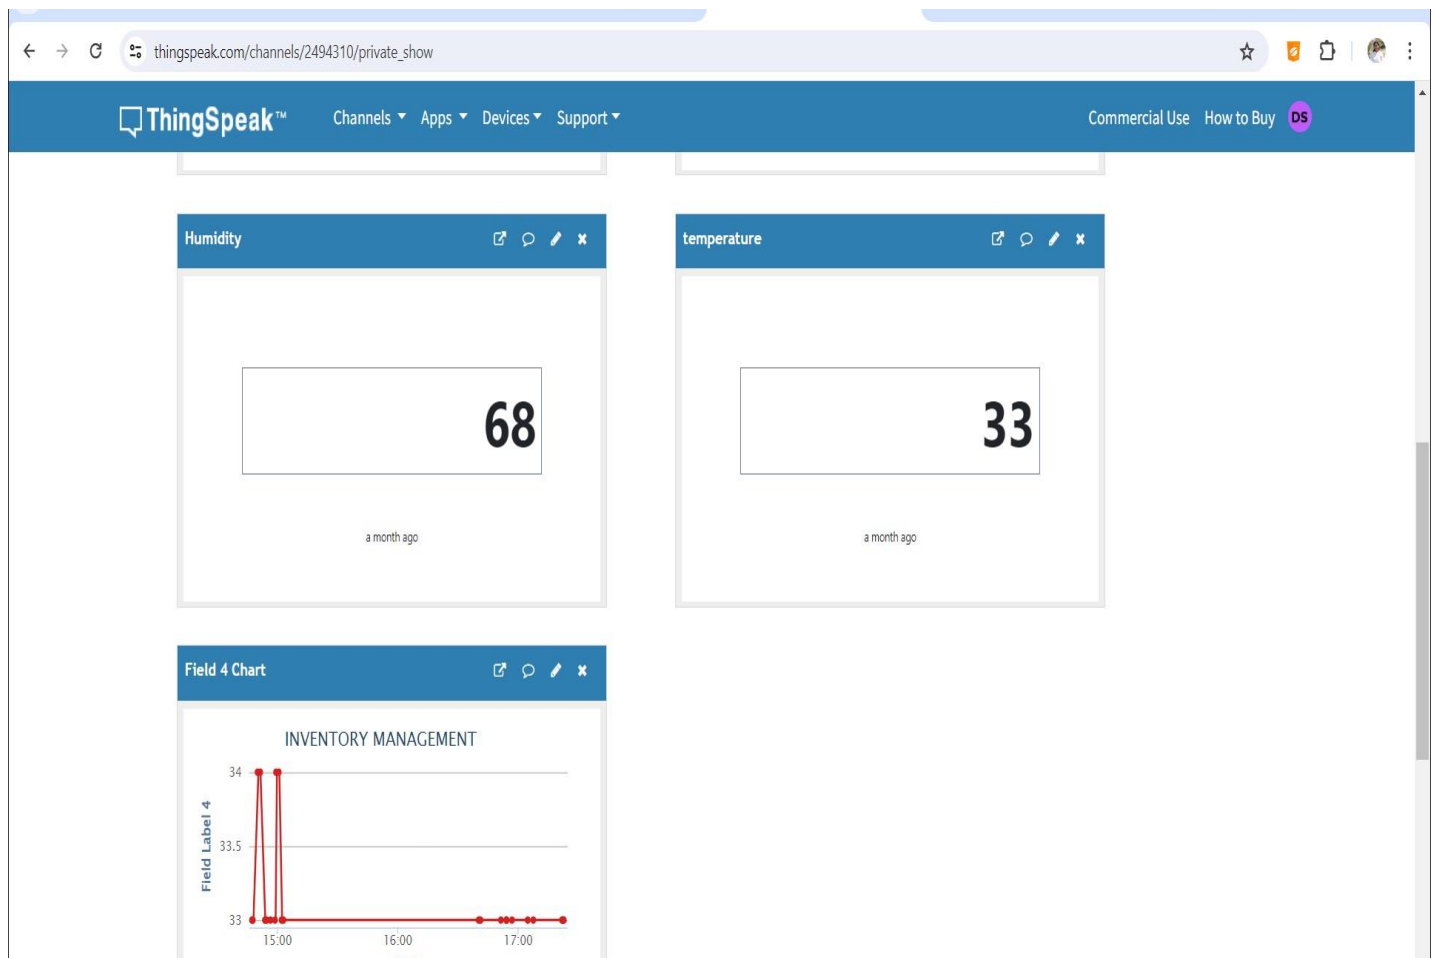 thingspeak.com/channels/2494310/private_show
ThingSpeak™ Channels Apps Devices Support Commercial Use How to Buy DS
Humidity
68
a month ago
temperature
33
a month ago
Field 4 Chart
INVENTORY MANAGEMENT
Field Label 4
34
33.5
33
15:00 16:00 17:00